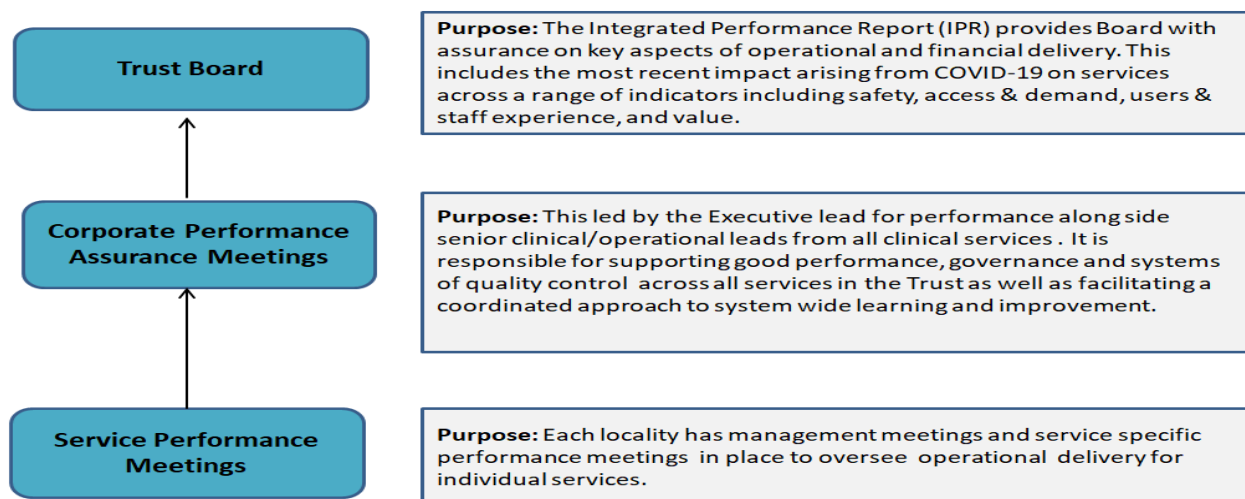 Trust Board
Purpose: The Integrated Performance Report (IPR) provides Board with
assurance on key aspects of operational and financial delivery. This
includes the most recent impact arising from COVID-19 on services
across a range of indicators including safety, access & demand, users &
staff experience, and value.
Corporate Performance
Assurance Meetings
Purpose: This led by the Executive lead for performance along side
senior clinical/operational leads from all clinical services . It is
responsible for supporting good performance, governance and systems
of quality control across all services in the Trust as well as facilitating a
coordinated approach to system wide learning and improvement.
Service Performance
Meetings
Purpose: Each locality has management meetings and service specific
performance meetings in place to oversee operational delivery for
individual services.